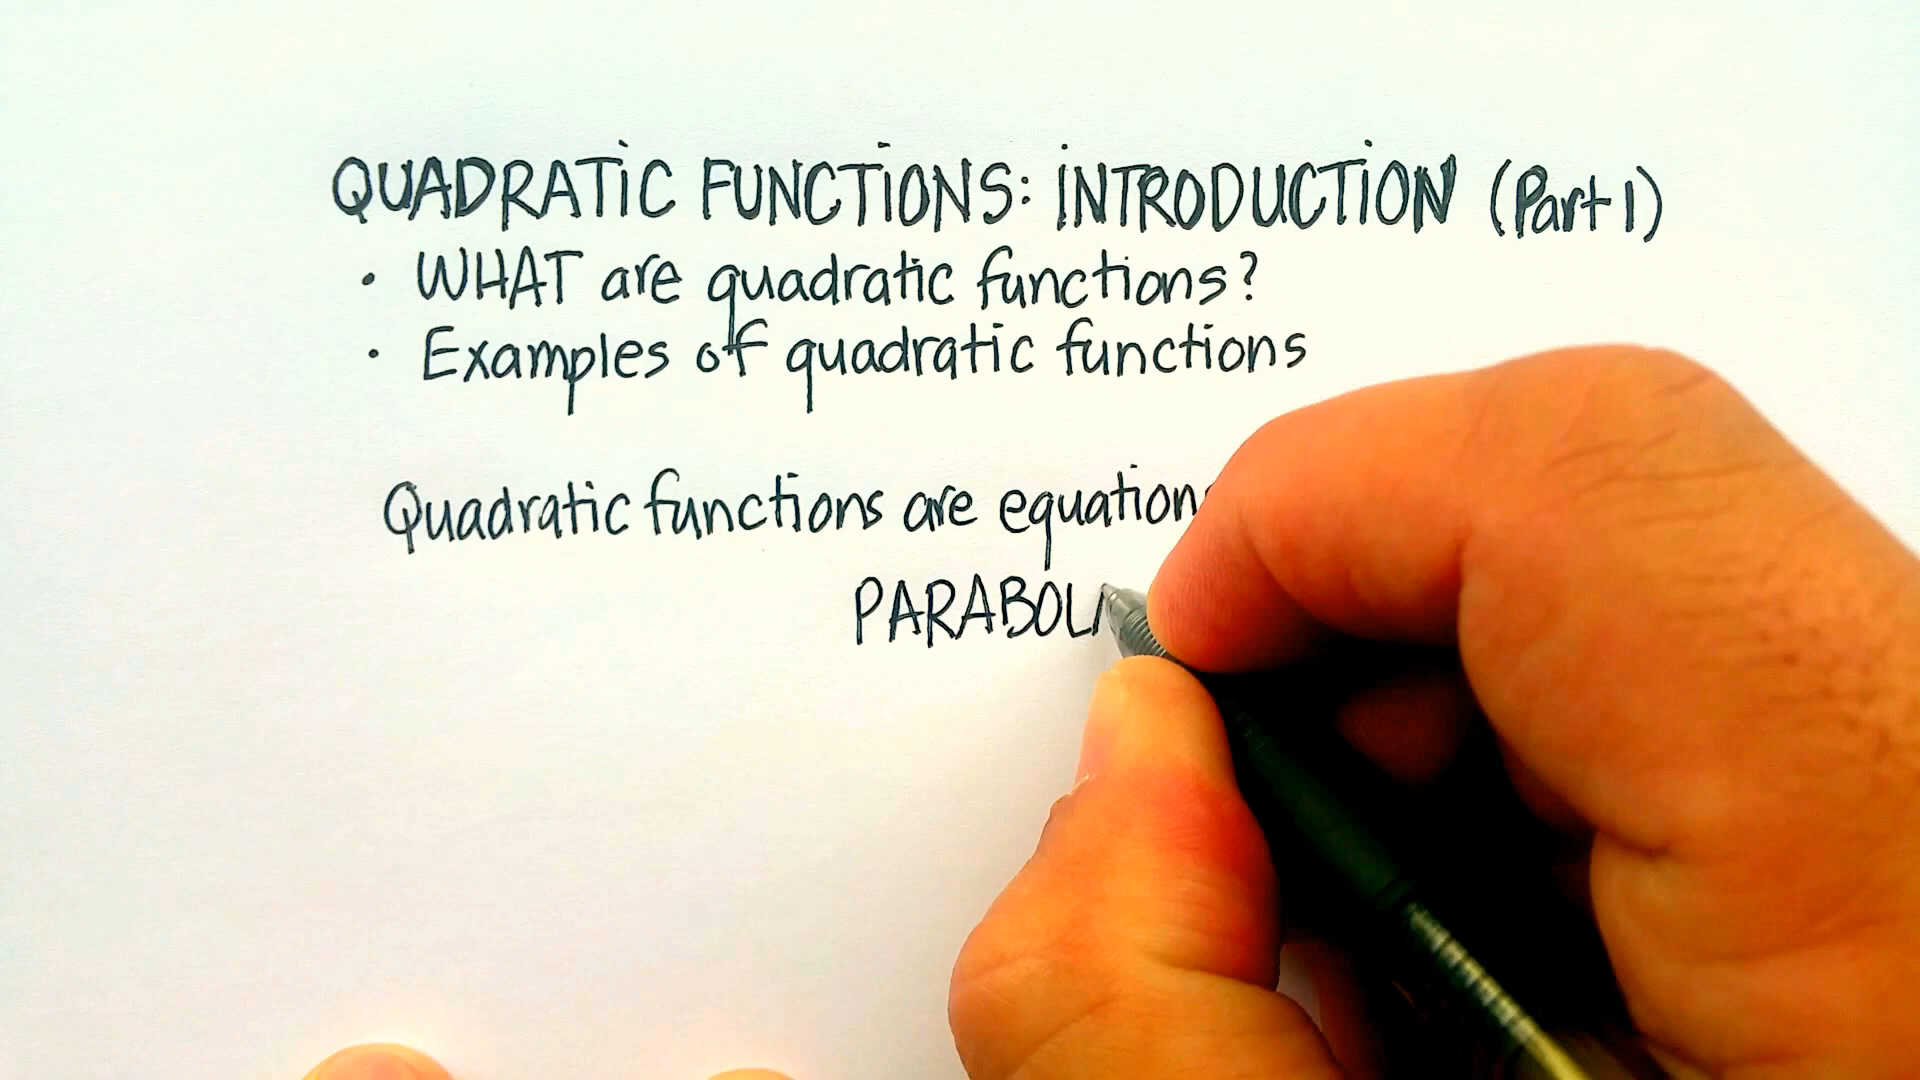 QUADRATIC FUNCTIONS: INTRODUCTION (Part 1)
• WHAT are quadratic functions?
• Examples of quadratic functions
Quadratic functions are equation
PARABOL